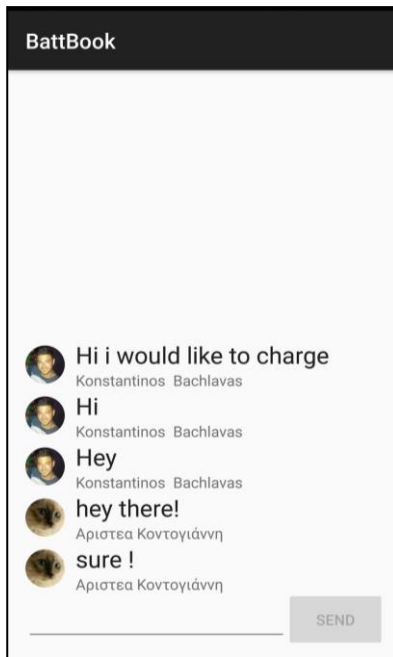 BattBook
Hi i would like to charge
Konstantinos Bachlavas
Hi
Konstantinos Bachlavas
Hey
Konstantinos Bachlavas
hey there!
Αριστεα Κοντογιάννη
sure !
Αριστεα Κοντογιάννη
SEND